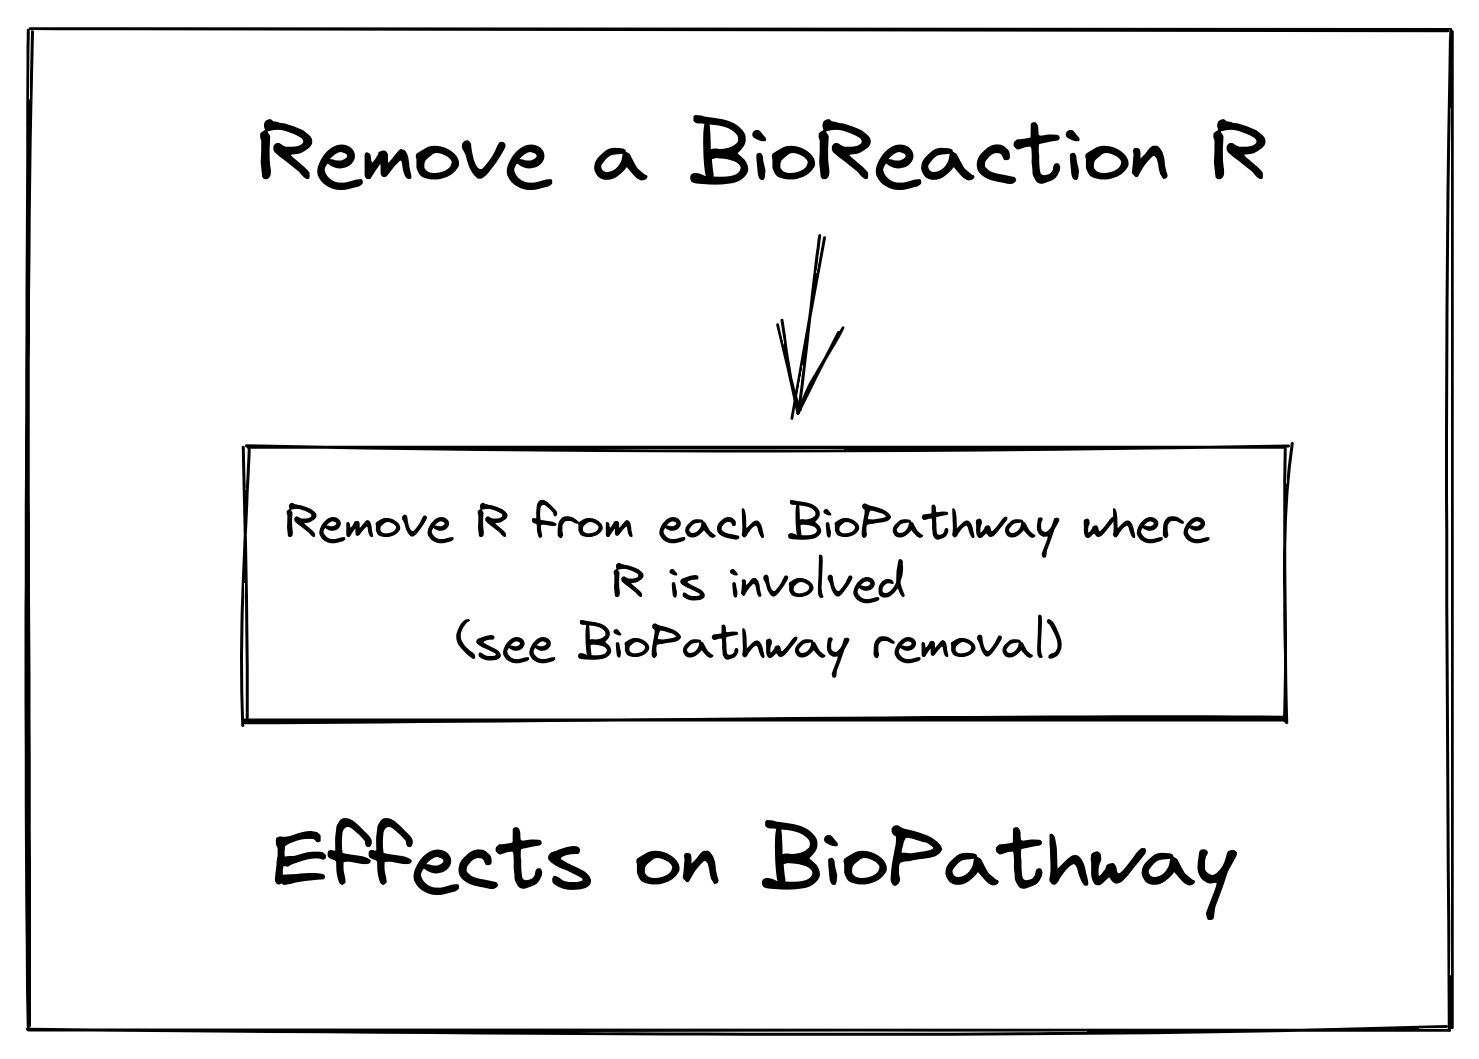 Remove a BioReaction R
Remove R from each BioPathway where
R is involved
(see BioPathway removal)
Effects on BioPathway